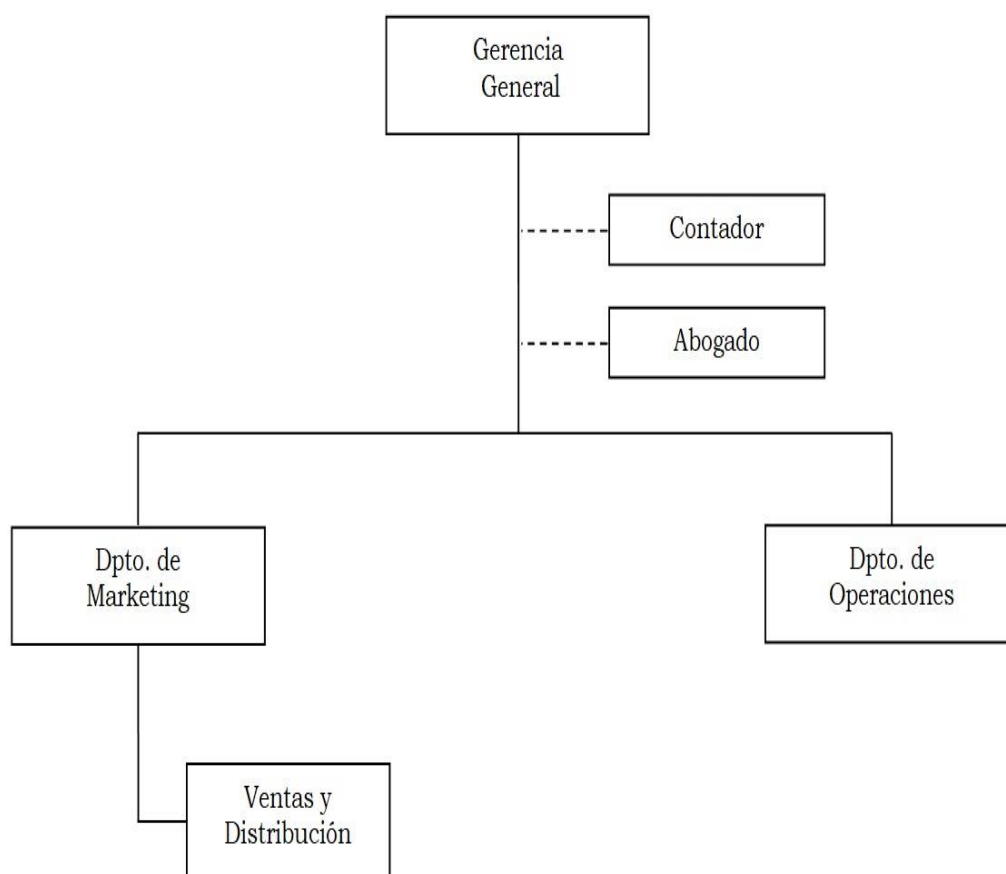 Gerencia
General
Contador
Abogado
Dpto. de
Marketing
Dpto. de
Operaciones
Ventas y
Distribución